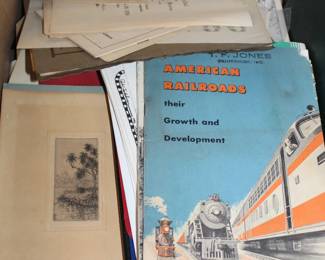 T. F. JONES
AMERICAN
RAILROADS
their
Growth and
Development